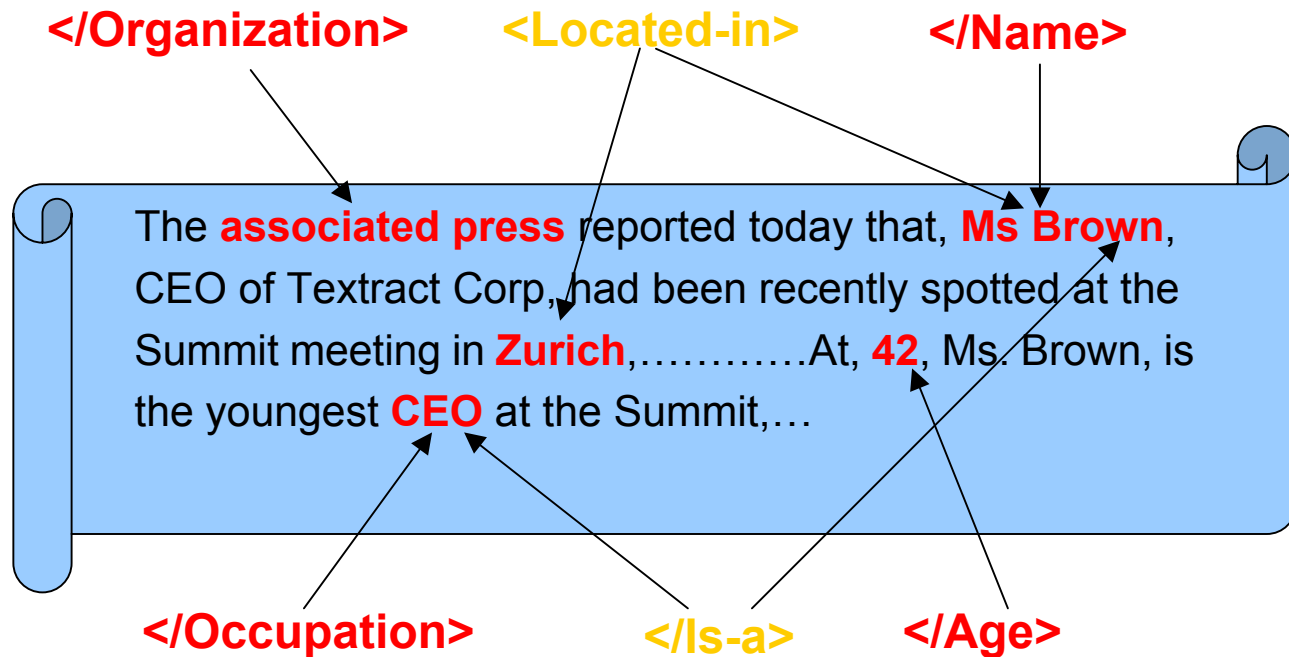 </Organization> <Located-in> </Name>
The associated press reported today that, Ms Brown,
CEO of Textract Corp, had been recently spotted at the
Summit meeting in Zurich,…………At, 42, Ms. Brown, is
the youngest CEO at the Summit,…
</Occupation> </Is-a> </Age>